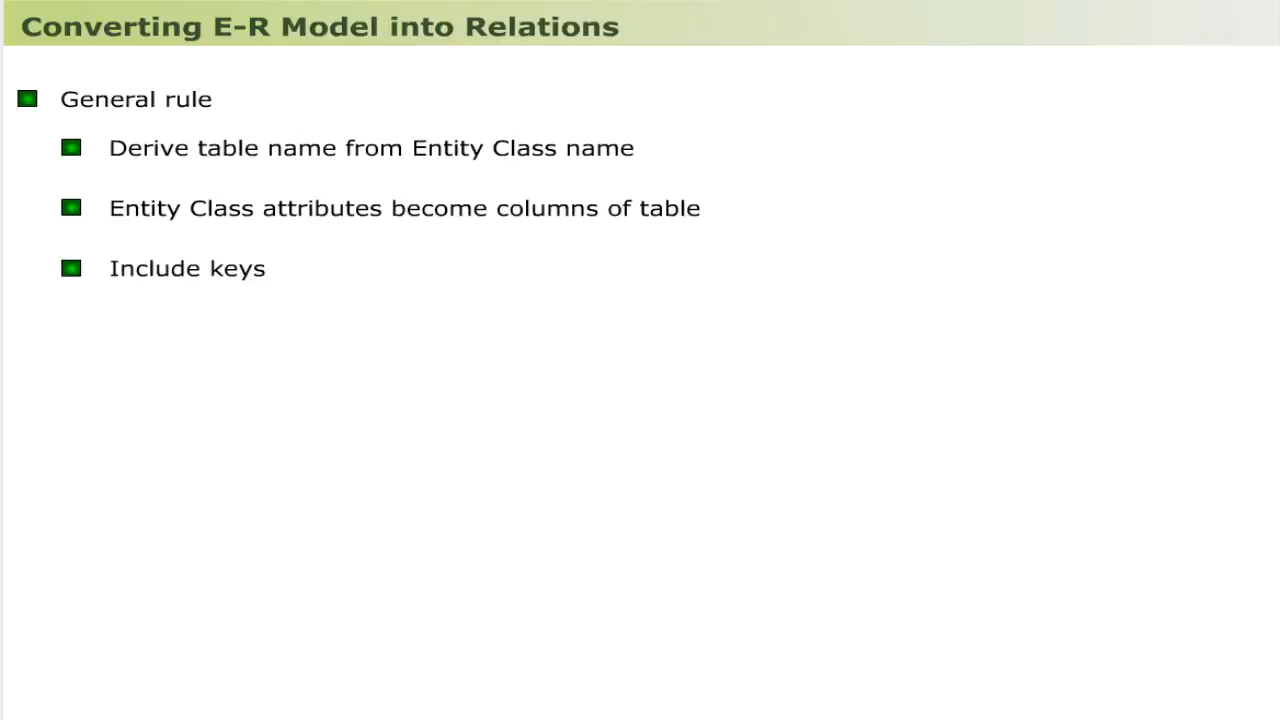 Converting E-R Model into Relations
General rule
Derive table name from Entity Class name
Entity Class attributes become columns of table
Include keys